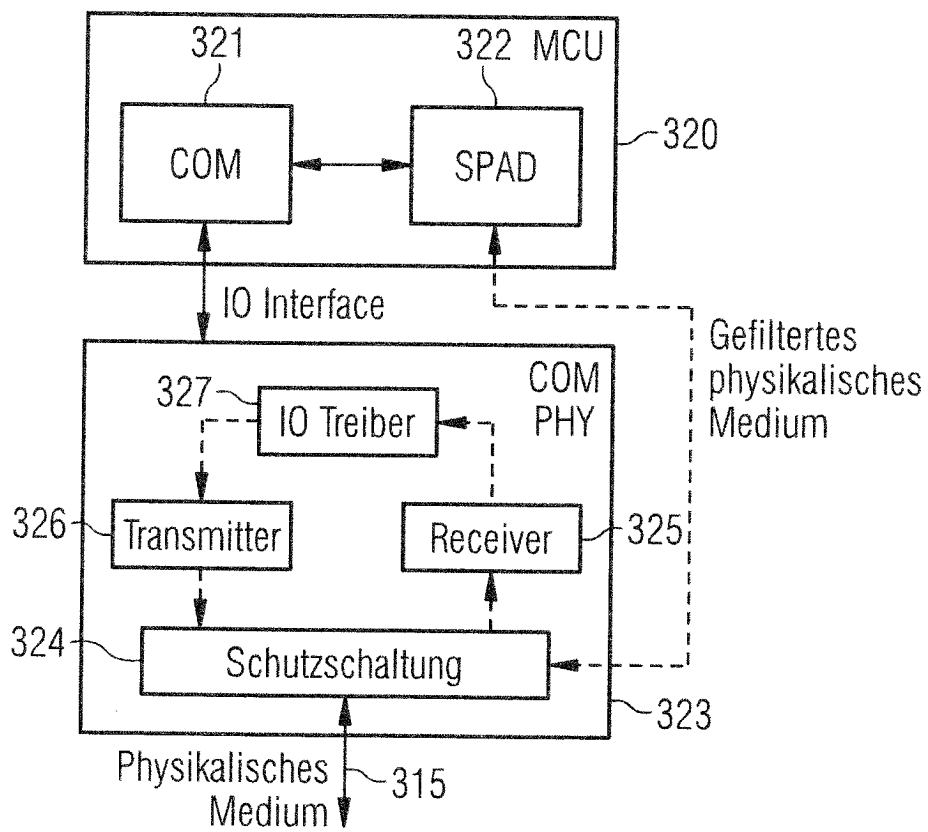 321
322
MCU
COM
SPAD
320
IO Interface
Gefiltertes
physikalisches
Medium
COM
PHY
327
IO Treiber
326
Transmitter
Receiver
325
324
Schutzschaltung
323
Physikalisches
Medium
315